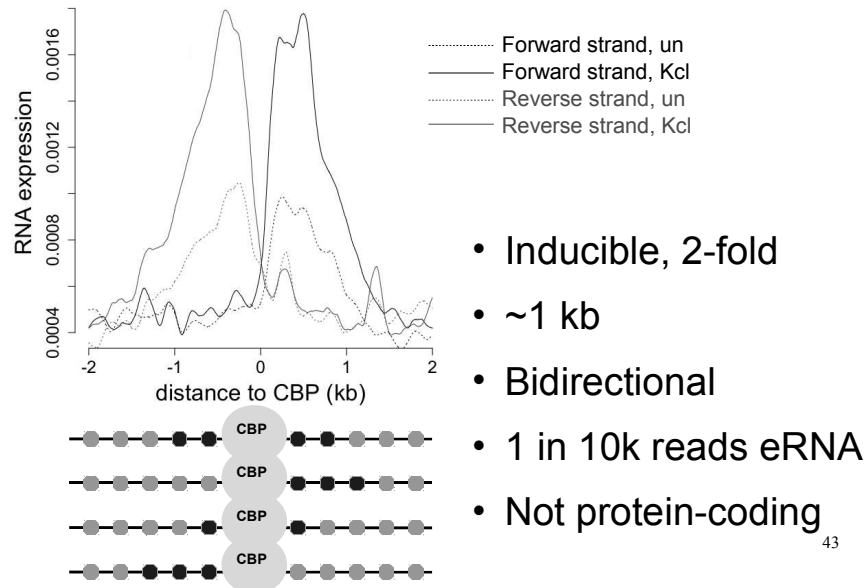 0.0016
0.0012
0.0008
0.0004
RNA expression
-2 -1 0 1 2
distance to CBP (kb)
Forward strand, un
Forward strand, Kcl
Reverse strand, un
Reverse strand, Kcl
• Inducible, 2-fold
• ~1 kb
• Bidirectional
• 1 in 10k reads eRNA
• Not protein-coding
CBP
CBP
CBP
CBP
43